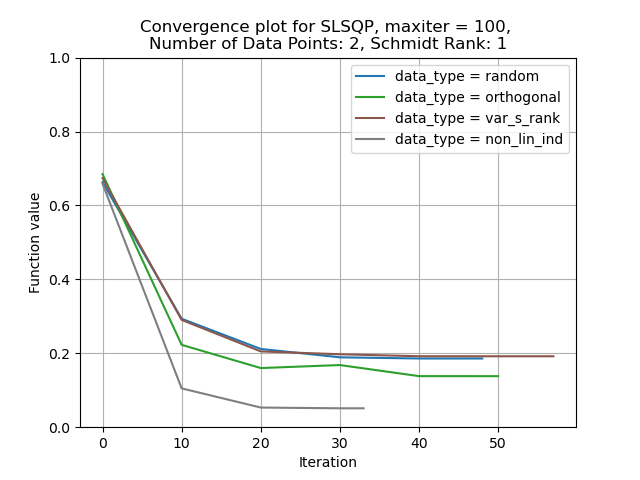 Convergence plot for SLSQP, maxiter = 100,
Number of Data Points: 2, Schmidt Rank: 1
data_type = random
data_type = orthogonal
data_type = var_s_rank
data_type = non_lin_ind
Function value
1.0
0.8
0.6
0.4
0.2
0.0
0 10 20 30 40 50
Iteration